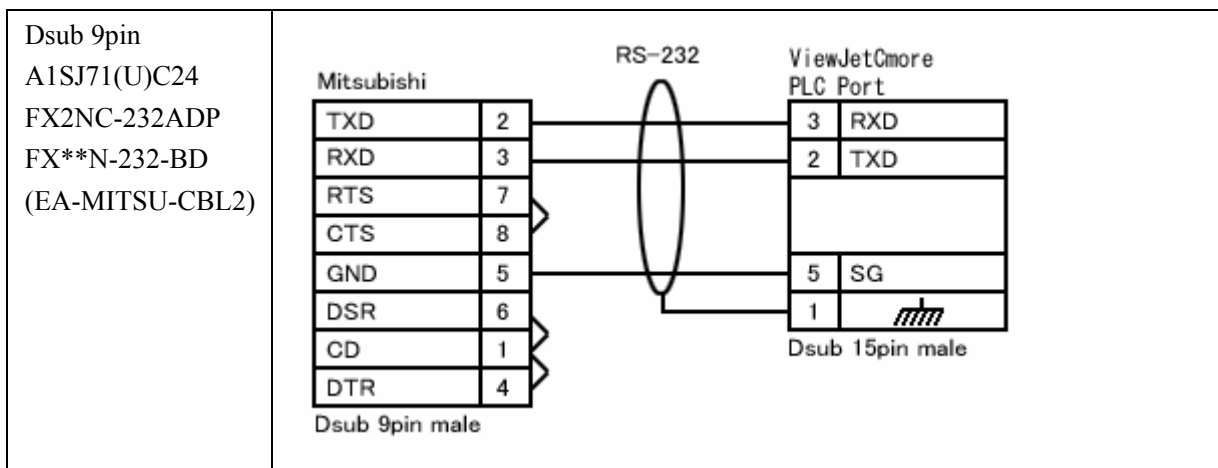 Dsub 9pin
A1SJ71(U)C24
FX2NC-232ADP
FX**N-232-BD
(EA-MITSU-CBL2)
RS-232
Mitsubishi
ViewJetCmore
PLC Port
TXD 2 3 RXD
RXD 3 2 TXD
RTS 7
CTS 8
GND 5 5 SG
DSR 6 1
CD 1
DTR 4
Dsub 15pin male
Dsub 9pin male